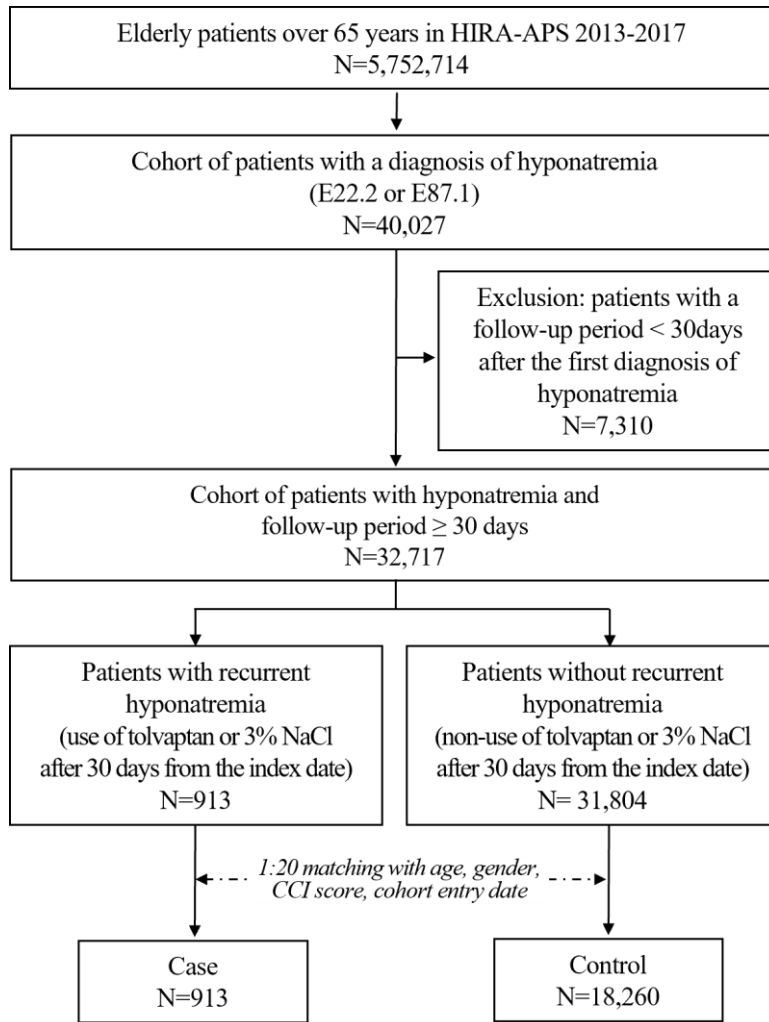 Elderly patients over 65 years in HIRA-APS 2013-2017
N=5,752,714
Cohort of patients with a diagnosis of hyponatremia
(E22.2 or E87.1)
N=40,027
Exclusion: patients with a
follow-up period < 30days
after the first diagnosis of
hyponatremia
N=7,310
Cohort of patients with hyponatremia and
follow-up period ≥ 30 days
N=32,717
Patients with recurrent
hyponatremia
(use of tolvaptan or 3% NaCl
after 30 days from the index date)
N=913
Patients without recurrent
hyponatremia
(non-use of tolvaptan or 3% NaCl
after 30 days from the index date)
N= 31,804
1:20 matching with age, gender,
CCI score, cohort entry date
Case
N=913
Control
N=18,260